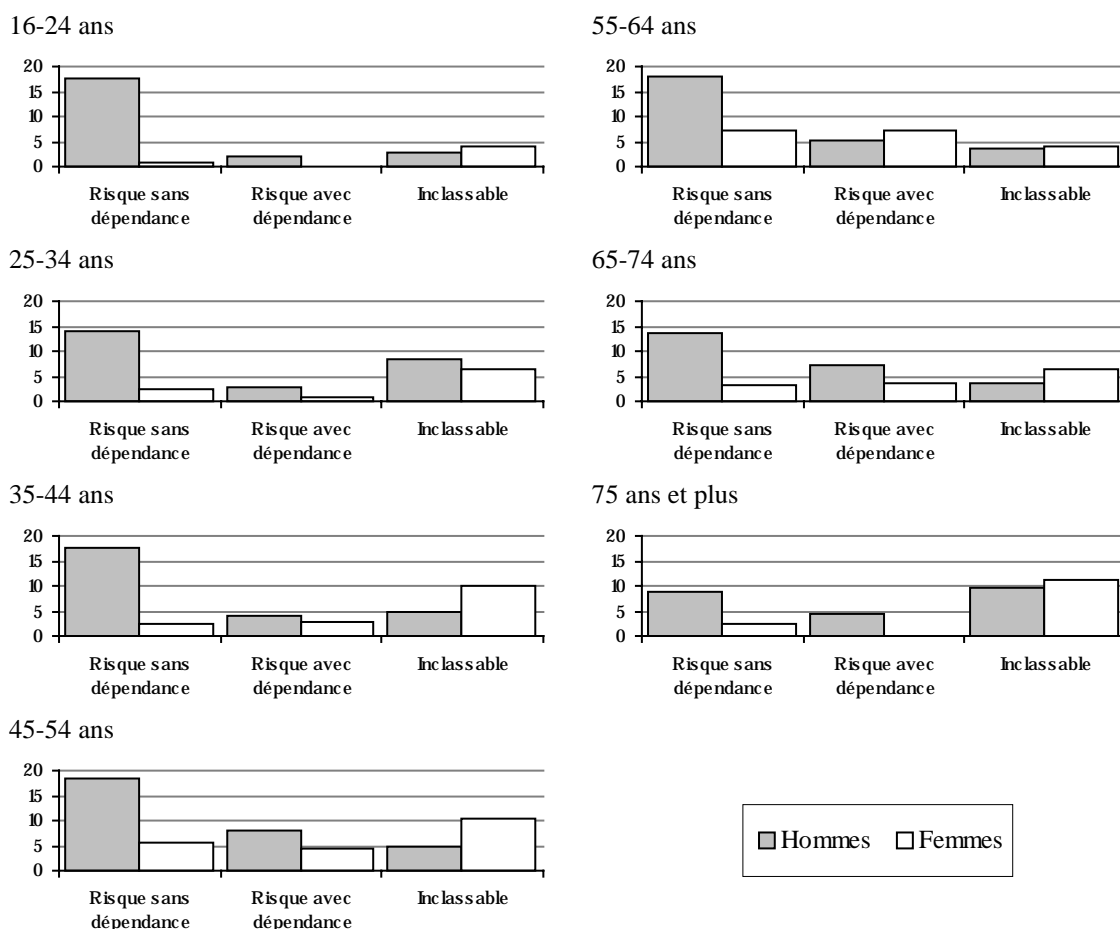 16-24 ans
20
15
10
5
0
Risque sans
dépendance
Risque avec
dépendance
Inclassable
25-34 ans
20
15
10
5
0
Risque sans
dépendance
Risque avec
dépendance
Inclassable
35-44 ans
20
15
10
5
0
Risque sans
dépendance
Risque avec
dépendance
Inclassable
45-54 ans
20
15
10
5
0
Risque sans
dépendance
Risque avec
dépendance
Inclassable
55-64 ans
20
15
10
5
0
Risque sans
dépendance
Risque avec
dépendance
Inclassable
65-74 ans
20
15
10
5
0
Risque sans
dépendance
Risque avec
dépendance
Inclassable
75 ans et plus
20
15
10
5
0
Risque sans
dépendance
Risque avec
dépendance
Inclassable
Hommes Femmes